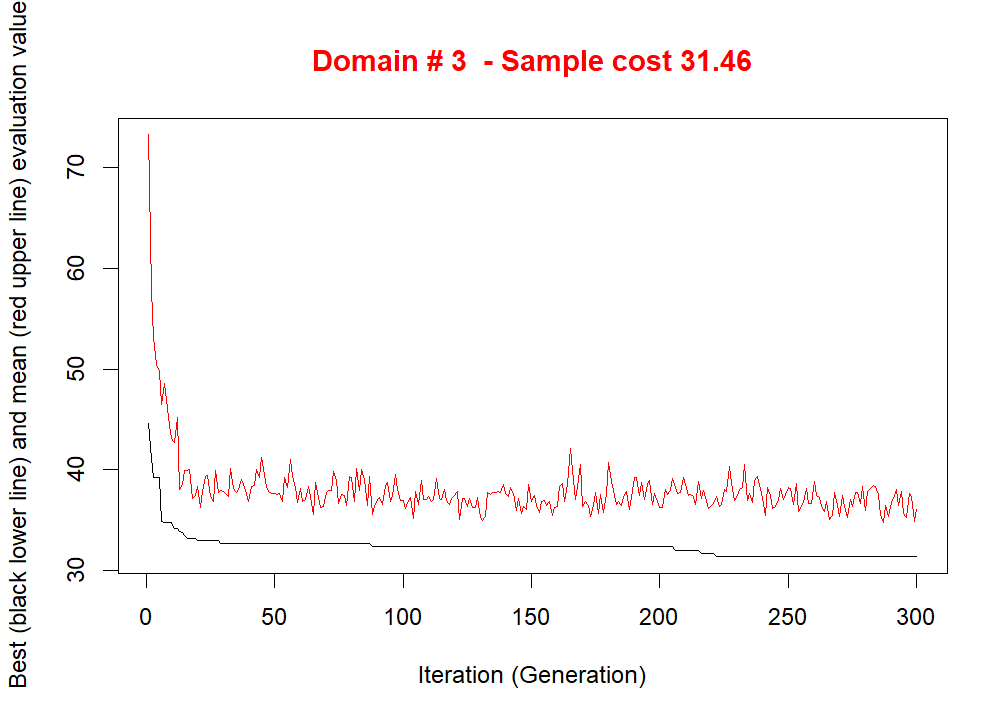 Domain # 3  - Sample cost 31.46
Best (black lower line) and mean (red upper line) evaluation value
70
60
50
40
30
0 50 100 150 200 250 300
Iteration (Generation)